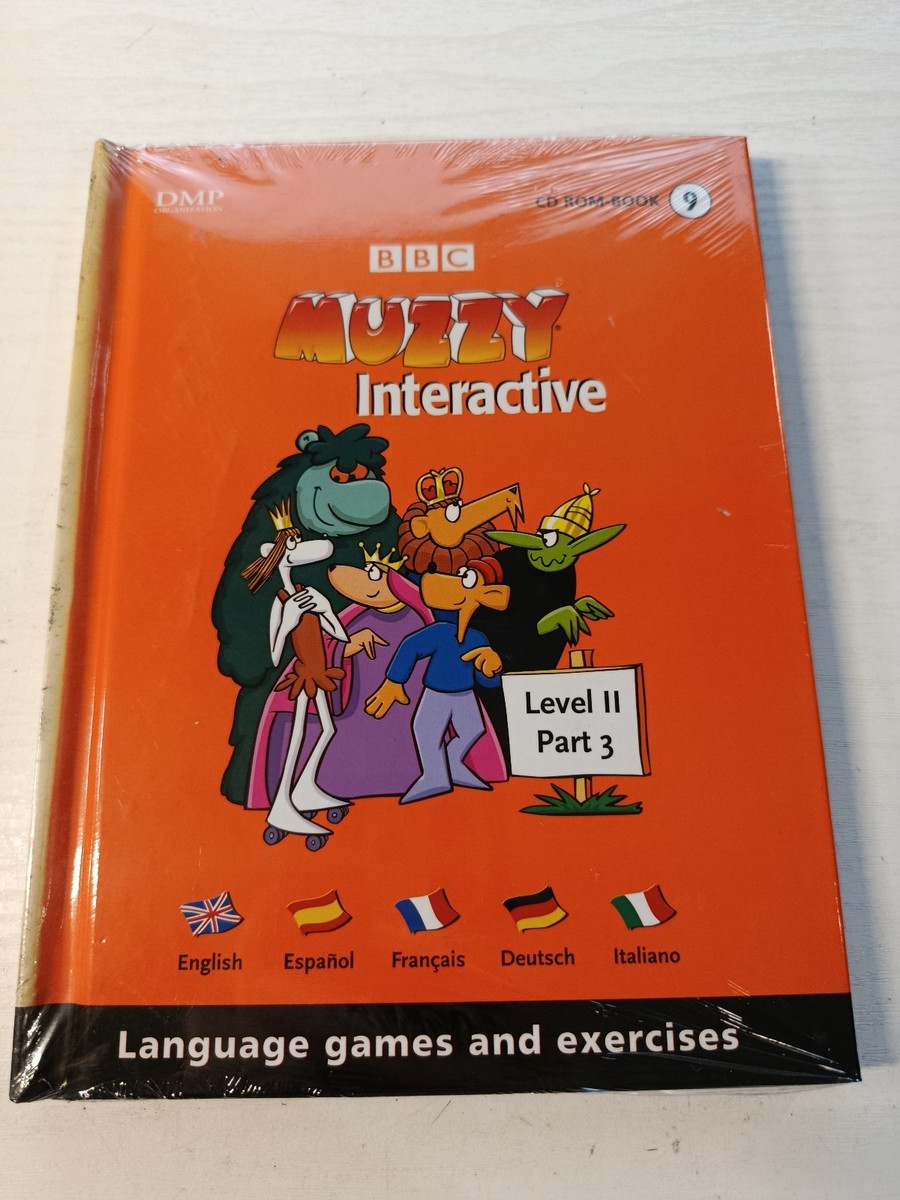 DMP
ORGANIZATION
CD ROM-BOOK 9
BBC
MUZZY®
Interactive
Level II
Part 3
English Español Français Deutsch Italiano
Language games and exercises